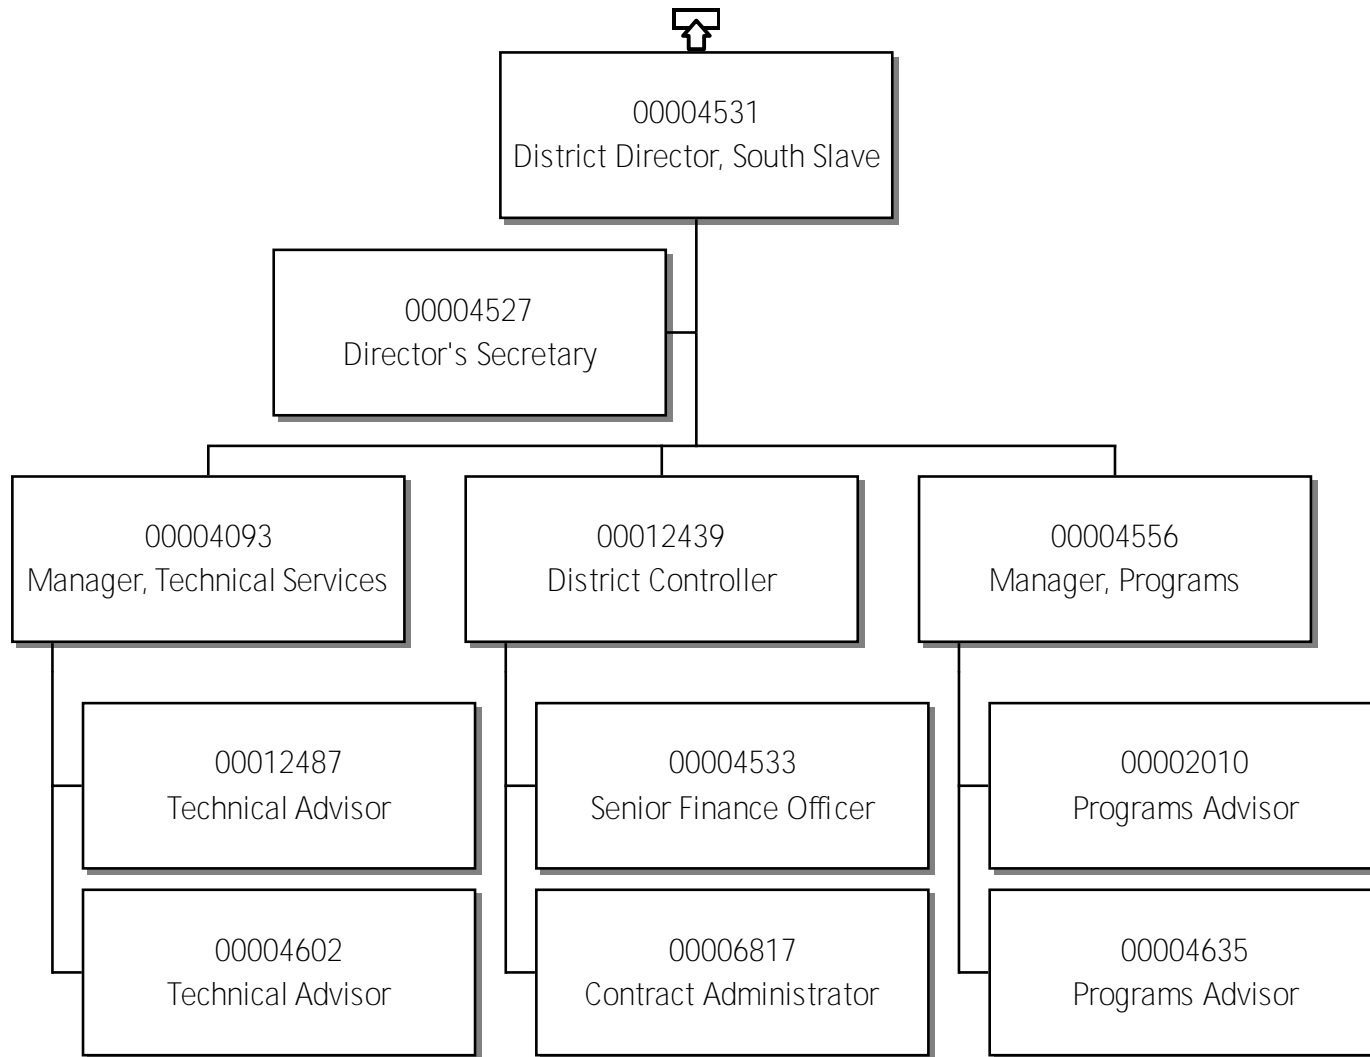 00004531
District Director, South Slave
00004527
Director's Secretary
00004093
Manager, Technical Services
00012439
District Controller
00004556
Manager, Programs
00012487
Technical Advisor
00004533
Senior Finance Officer
00002010
Programs Advisor
00004602
Technical Advisor
00006817
Contract Administrator
00004635
Programs Advisor